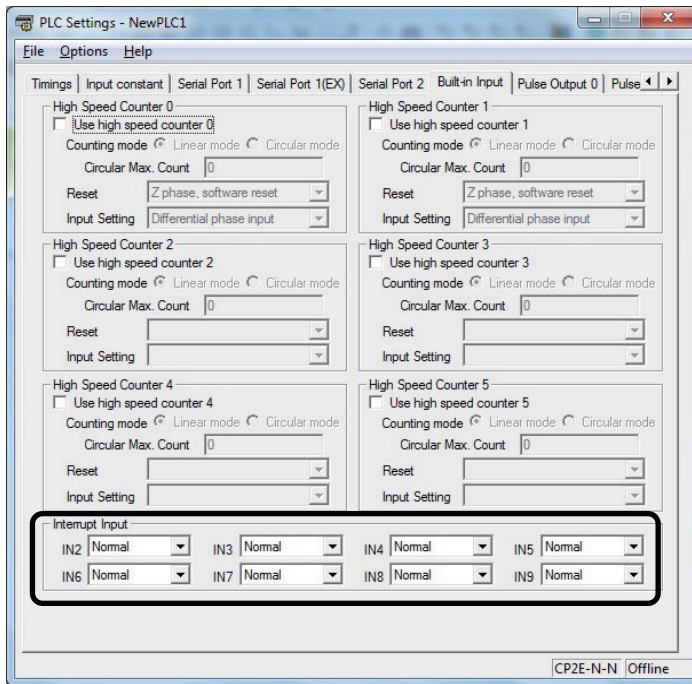 PLC Settings - NewPLC1
File Options Help
Timings Input constant Serial Port 1 Serial Port 1(EX) Serial Port 2 Built-in Input Pulse Output 0 Pulse
High Speed Counter 0
Use high speed counter 0
Counting mode Linear mode Circular mode
Circular Max. Count 0
Reset Z phase, software reset
Input Setting Differential phase input
High Speed Counter 1
Use high speed counter 1
Counting mode Linear mode Circular mode
Circular Max. Count 0
Reset Z phase, software reset
Input Setting Differential phase input
High Speed Counter 2
Use high speed counter 2
Counting mode Linear mode Circular mode
Circular Max. Count 0
Reset
Input Setting
High Speed Counter 3
Use high speed counter 3
Counting mode Linear mode Circular mode
Circular Max. Count 0
Reset
Input Setting
High Speed Counter 4
Use high speed counter 4
Counting mode Linear mode Circular mode
Circular Max. Count 0
Reset
Input Setting
High Speed Counter 5
Use high speed counter 5
Counting mode Linear mode Circular mode
Circular Max. Count 0
Reset
Input Setting
Interrupt Input
IN2 Normal IN3 Normal IN4 Normal IN5 Normal
IN6 Normal IN7 Normal IN8 Normal IN9 Normal
CP2E-N-N Offline